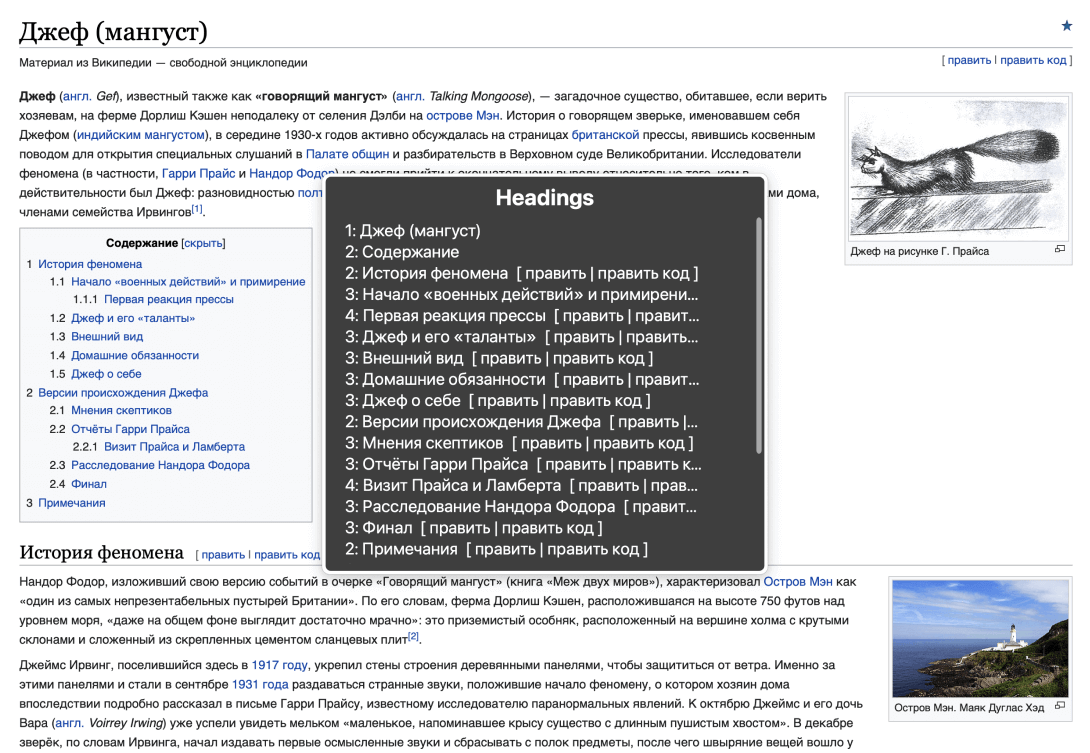 Джеф (мангуст)
Материал из Википедии — свободной энциклопедии
[ править | править код ]
Джеф (англ. Gef), известный также как «говорящий мангуст» (англ. Talking Mongoose), — загадочное существо, обитавшее, если верить
хозяевам, на ферме Дорлиш Кэшен неподалеку от селения Дэлби на острове Мэн. История о говорящем зверьке, именовавшем себя
Джефом (индийским мангустом), в середине 1930-х годов активно обсуждалась на страницах британской прессы, явившись косвенным
поводом для открытия специальных слушаний в Палате общин и разбирательств в Верховном суде Великобритании. Исследователи
феномена (в частности, Гарри Прайс и Нандор Фодор) не смогли прийти к окончательному выводу относительно того, кем в
действительности был Джеф: разновидностью ми дома,
членами семейства Ирвингов[1].
Джеф на рисунке Г. Прайса
Содержание [скрыть]
1 История феномена
1.1 Начало «военных действий» и примирение
1.1.1 Первая реакция прессы
1.2 Джеф и его «таланты»
1.3 Внешний вид
1.4 Домашние обязанности
1.5 Джеф о себе
2 Версии происхождения Джефа
2.1 Мнения скептиков
2.2 Отчёты Гарри Прайса
2.2.1 Визит Прайса и Ламберта
2.3 Расследование Нандора Фодора
2.4 Финал
3 Примечания
Headings
1: Джеф (мангуст)
2: Содержание
2: История феномена [ править | править код ]
3: Начало «военных действий» и примирени...
4: Первая реакция прессы [ править | правит...
3: Джеф и его «таланты» [ править | править...
3: Внешний вид [ править | править код ]
3: Домашние обязанности [ править | правит...
3: Джеф о себе [ править | править код ]
2: Версии происхождения Джефа [ править |...
3: Мнения скептиков [ править | править код ]
3: Отчёты Гарри Прайса [ править | править к...
4: Визит Прайса и Ламберта [ править | прав...
3: Расследование Нандора Фодора [ правит...
3: Финал [ править | править код ]
2: Примечания [ править | править код ]
История феномена [ править | править код
Нандор Фодор, изложивший свою версию событий в очерке «Говорящий мангуст» (книга «Меж двух миров»), характеризовал Остров Мэн как
«один из самых непрезентабельных пустырей Британии». По его словам, ферма Дорлиш Кэшен, расположившаяся на высоте 750 футов над
уровнем моря, «даже на общем фоне выглядит достаточно мрачно»: это приземистый особняк, расположенный на вершине холма с крутыми
склонами и сложенный из скрепленных цементом сланцевых плит[2].
Джеймс Ирвинг, поселившийся здесь в 1917 году, укрепил стены строения деревянными панелями, чтобы защититься от ветра. Именно за
этими панелями и стали в сентябре 1931 года раздаваться странные звуки, положившие начало феномену, о котором хозяин дома
впоследствии подробно рассказал в письме Гарри Прайсу, известному исследователю паранормальных явлений. К октябрю Джеймс и его дочь
Вара (англ. Voirrey Irwing) уже успели увидеть мельком «маленькое, напоминавшее крысу существо с длинным пушистым хвостом». В декабре
зверёк, по словам Ирвинга, начал издавать первые осмысленные звуки и сбрасывать с полок предметы, после чего швыряние вещей вошло у
Остров Мэн. Маяк Дуглас Хэд